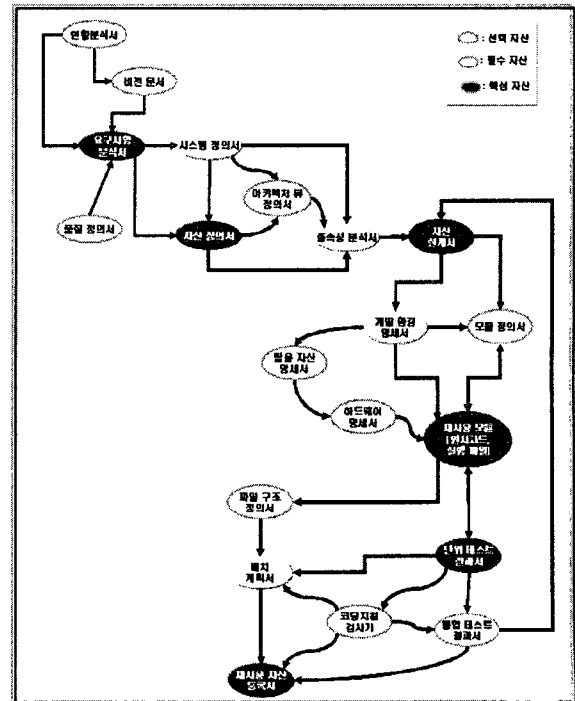 현황분석서
: 선택 자산
: 필수 자산
: 핵심 자산
비전 문서
요구사항
분석서
시스템 정의서
아키텍처 뷰
정의서
품질 정의서
자산 정의서
종속성 분석서
자산
설계서
개발 환경
명세서
모듈 정의서
활용 자산
명세서
하드웨어
명세서
재사용 모듈
실행 파일]
파일 구조
정의서
배치
계획서
단위 테스트
결과서
코딩지침
검사기
통합 테스트
결과서
재사용 자산
등록서